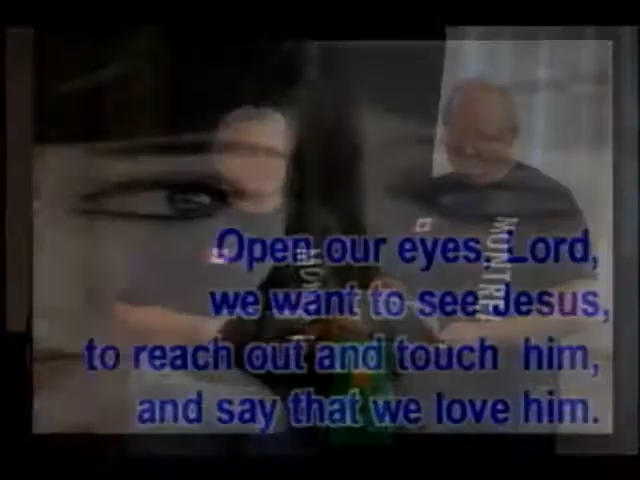 Open our eyes, Lord,
we want to see Jesus,
to reach out and touch him,
and say that we love him.